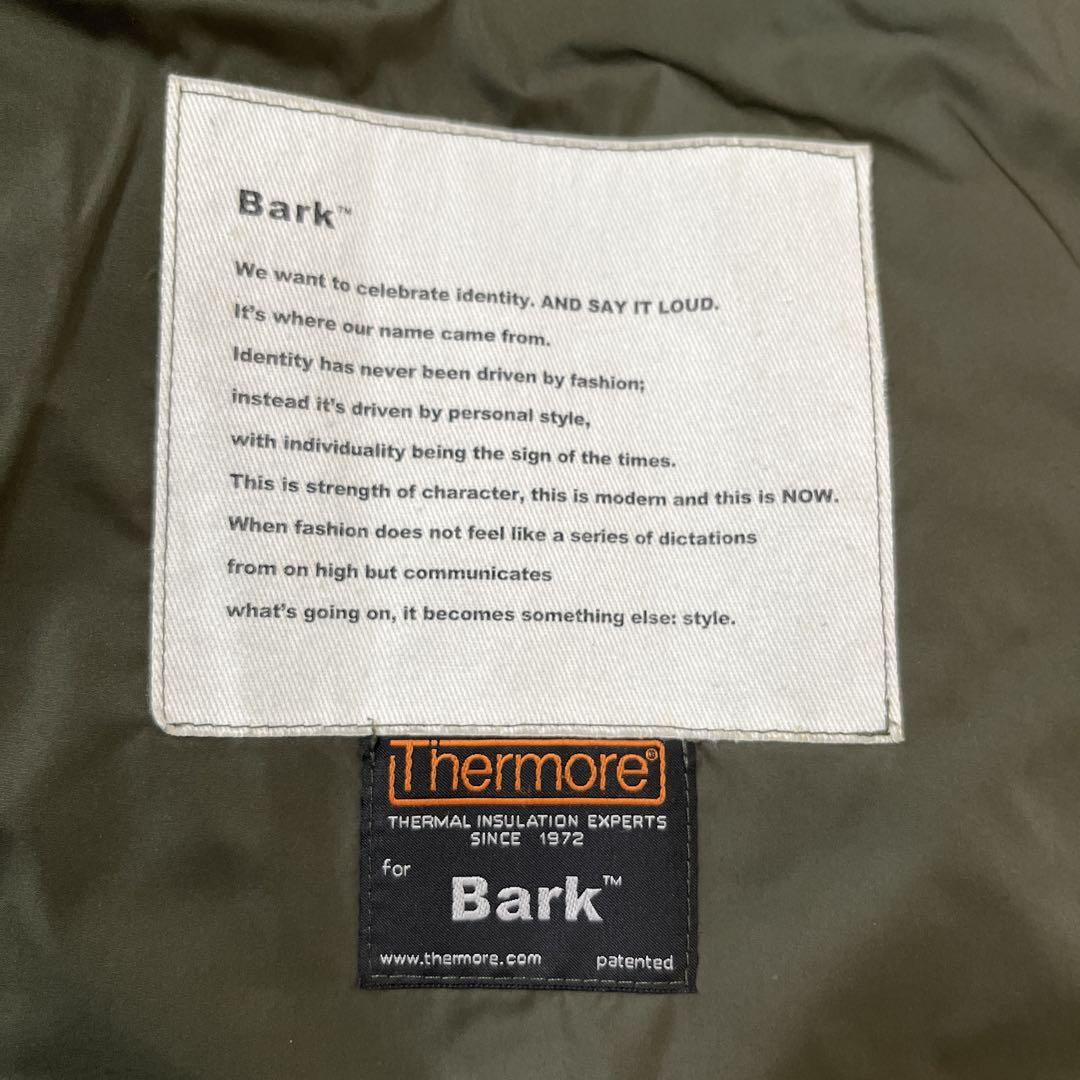 Bark™
We want to celebrate identity. AND SAY IT LOUD.
It's where our name came from.
Identity has never been driven by fashion;
instead it's driven by personal style,
with individuality being the sign of the times.
This is strength of character, this is modern and this is NOW.
When fashion does not feel like a series of dictations
from on high but communicates
what's going on, it becomes something else: style.
Thermore®
THERMAL INSULATION EXPERTS
SINCE 1972
for
Bark™
www.thermore.com patented